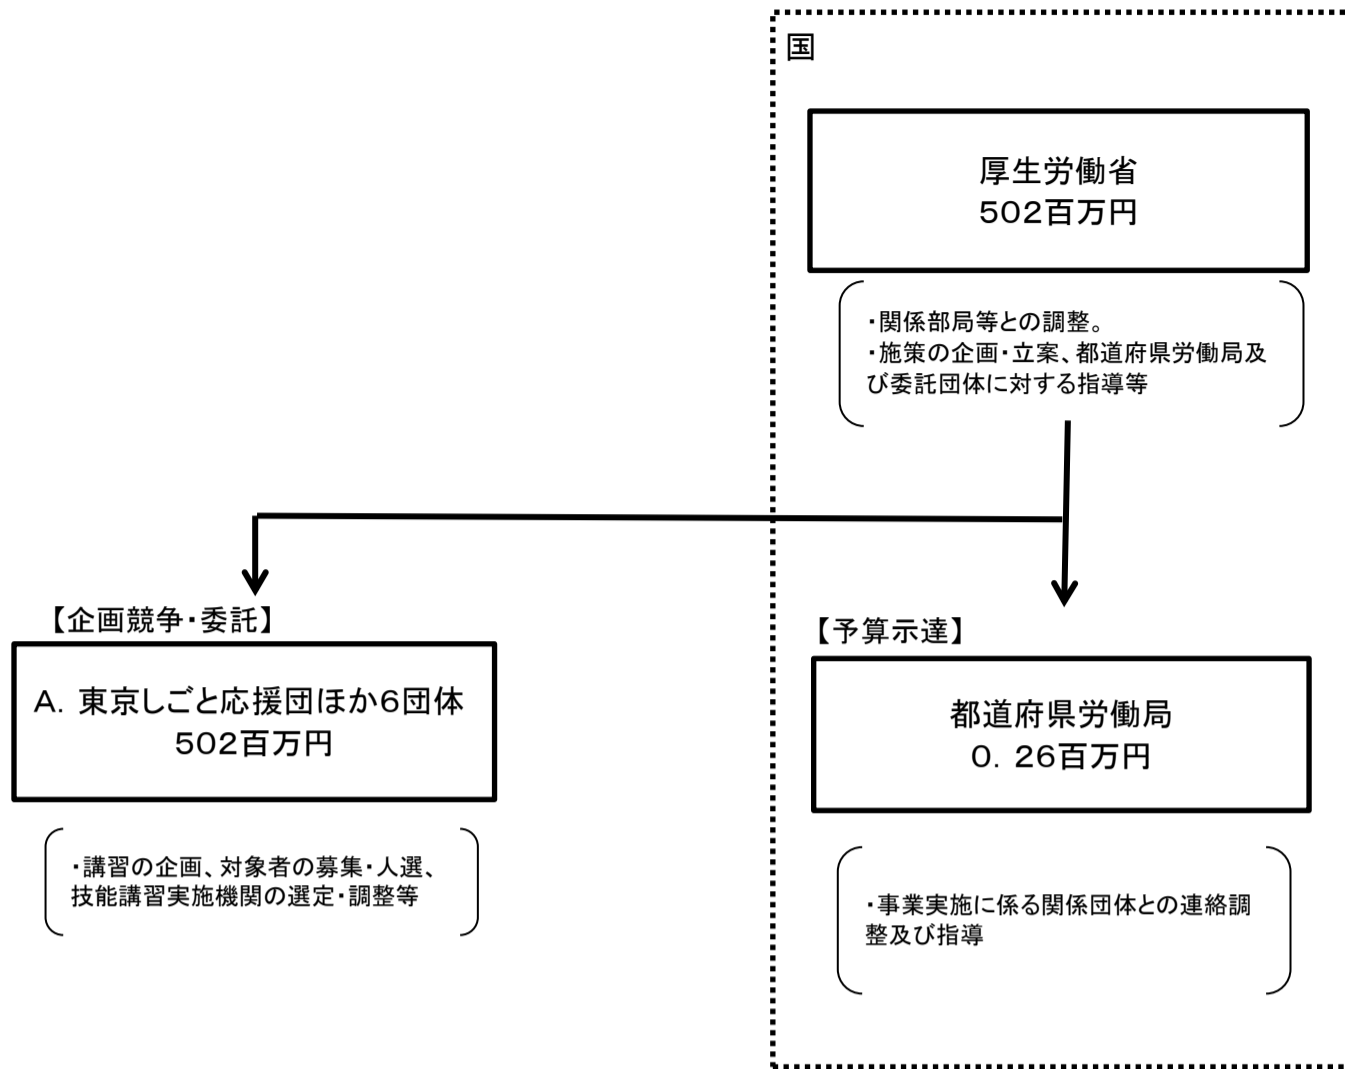 国
厚生労働省
502百万円
・関係部局等との調整。
・施策の企画・立案、都道府県労働局及
び委託団体に対する指導等
【企画競争・委託】
A. 東京しごと応援団ほか6団体
502百万円
・講習の企画、対象者の募集・人選、
技能講習実施機関の選定・調整等
【予算示達】
都道府県労働局
0. 26百万円
・事業実施に係る関係団体との連絡調
整及び指導